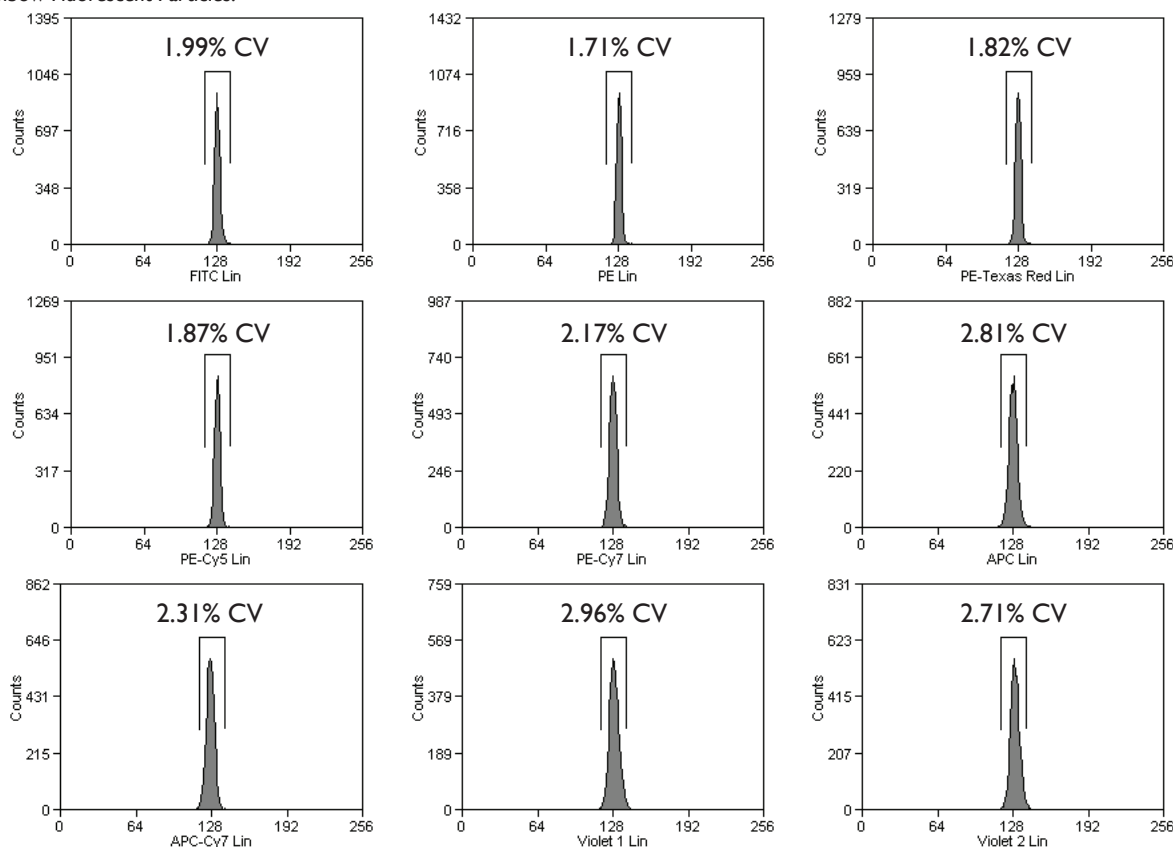 1395
1.99% CV
1046
697
348
0
Counts
0 64 128 192 256
FITC Lin
1432
1.71% CV
1074
716
358
0
Counts
0 64 128 192 256
PE Lin
1279
1.82% CV
959
639
319
0
Counts
0 64 128 192 256
PE-Texas Red Lin
1269
1.87% CV
951
634
317
0
Counts
0 64 128 192 256
PE-Cy5 Lin
987
2.17% CV
740
493
246
0
Counts
0 64 128 192 256
PE-Cy7 Lin
882
2.81% CV
661
441
220
0
Counts
0 64 128 192 256
APC Lin
862
2.31% CV
646
431
215
0
Counts
0 64 128 192 256
APC-Cy7 Lin
759
2.96% CV
569
379
189
0
Counts
0 64 128 192 256
Violet 1 Lin
831
2.71% CV
623
415
207
0
Counts
0 64 128 192 256
Violet 2 Lin